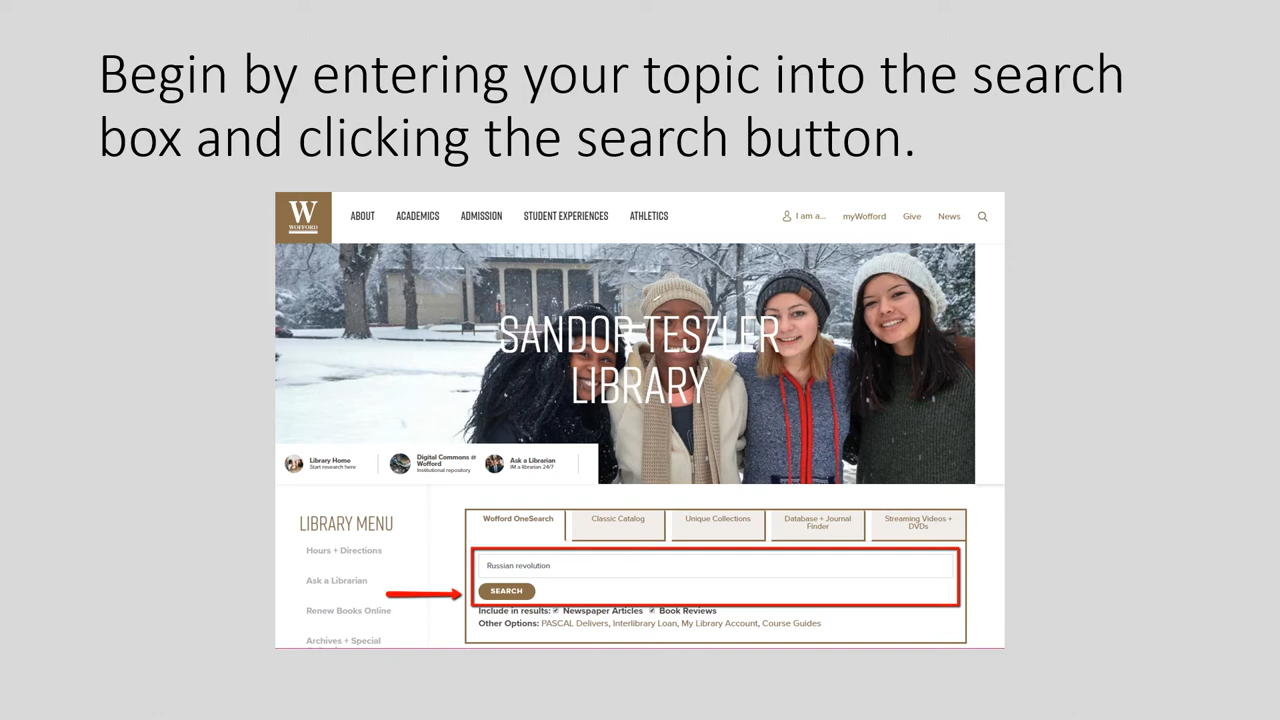 Begin by entering your topic into the search
box and clicking the search button.
W
WOFFORD
ABOUT ACADEMICS ADMISSION STUDENT EXPERIENCES ATHLETICS I am a... myWofford Give News
SANDOR TESZLER
LIBRARY
Library Home
Start research here
Digital Commons @
Wofford
Institutional repository
Ask a Librarian
IM a librarian 24/7
LIBRARY MENU
Hours + Directions
Ask a Librarian
Renew Books Online
Archives + Special
Wofford OneSearch
Classic Catalog
Unique Collections
Database + Journal
Finder
Streaming Videos +
DVDs
Russian revolution
SEARCH
Include in results: Newspaper Articles Book Reviews
Other Options: PASCAL Delivers, Interlibrary Loan, My Library Account, Course Guides